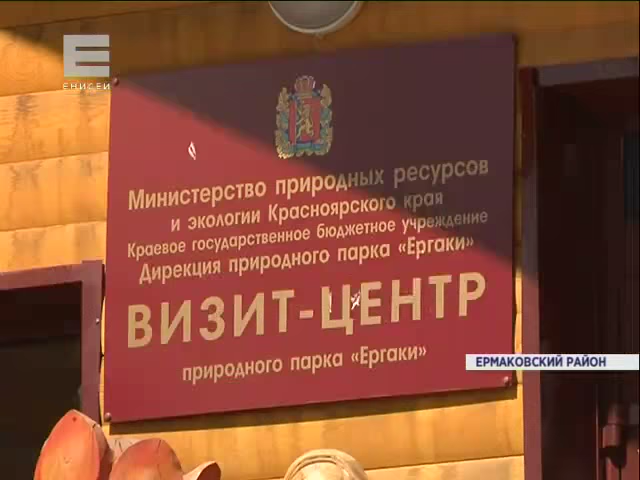 ЕНИСЕЙ
Министерство природных ресурсов
и экологии Красноярского края
Краевое государственное бюджетное учреждение
Дирекция природного парка «Ергаки»
ВИЗИТ-ЦЕНТР
природного парка «Ергаки»
ЕРМАКОВСКИЙ РАЙОН